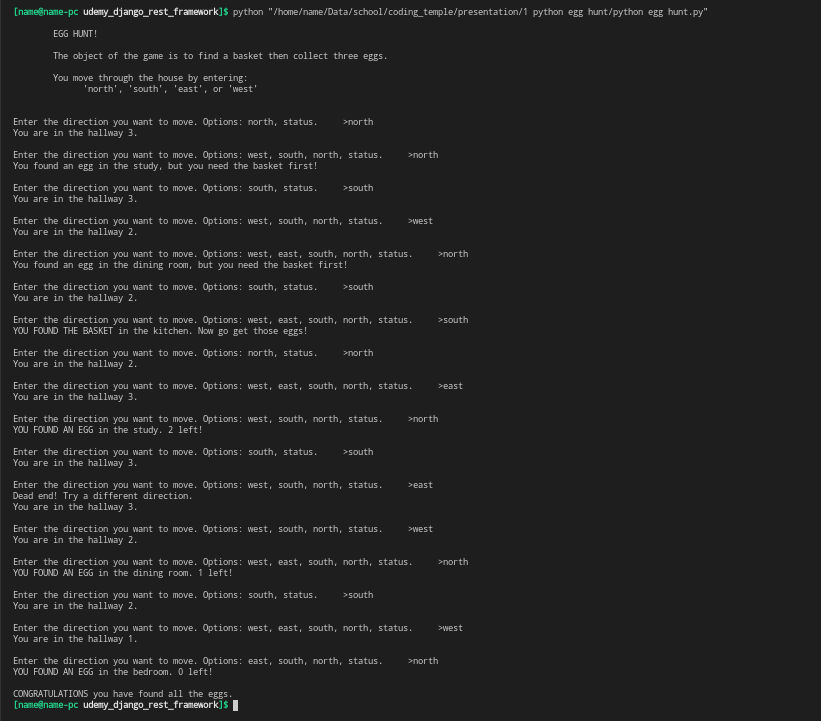 [name@name-pc udemy_django_rest_framework]$ python "/home/name/Data/school/coding_temple/presentation/1 python egg hunt/python egg hunt.py"
EGG HUNT!
The object of the game is to find a basket then collect three eggs.
You move through the house by entering:
'north', 'south', 'east', or 'west'
Enter the direction you want to move. Options: north, status. >north
You are in the hallway 3.
Enter the direction you want to move. Options: west, south, north, status. >north
You found an egg in the study, but you need the basket first!
Enter the direction you want to move. Options: south, status. >south
You are in the hallway 3.
Enter the direction you want to move. Options: west, south, north, status. >west
You are in the hallway 2.
Enter the direction you want to move. Options: west, east, south, north, status. >north
You found an egg in the dining room, but you need the basket first!
Enter the direction you want to move. Options: south, status. >south
You are in the hallway 2.
Enter the direction you want to move. Options: west, east, south, north, status. >south
YOU FOUND THE BASKET in the kitchen. Now go get those eggs!
Enter the direction you want to move. Options: north, status. >north
You are in the hallway 2.
Enter the direction you want to move. Options: west, east, south, north, status. >east
You are in the hallway 3.
Enter the direction you want to move. Options: west, south, north, status. >north
YOU FOUND AN EGG in the study. 2 left!
Enter the direction you want to move. Options: south, status. >south
You are in the hallway 3.
Enter the direction you want to move. Options: west, south, north, status. >east
Dead end! Try a different direction.
You are in the hallway 3.
Enter the direction you want to move. Options: west, south, north, status. >west
You are in the hallway 2.
Enter the direction you want to move. Options: west, east, south, north, status. >north
YOU FOUND AN EGG in the dining room. 1 left!
Enter the direction you want to move. Options: south, status. >south
You are in the hallway 2.
Enter the direction you want to move. Options: west, east, south, north, status. >west
You are in the hallway 1.
Enter the direction you want to move. Options: east, south, north, status. >north
YOU FOUND AN EGG in the bedroom. 0 left!
CONGRATULATIONS you have found all the eggs.
[name@name-pc udemy_django_rest_framework]$